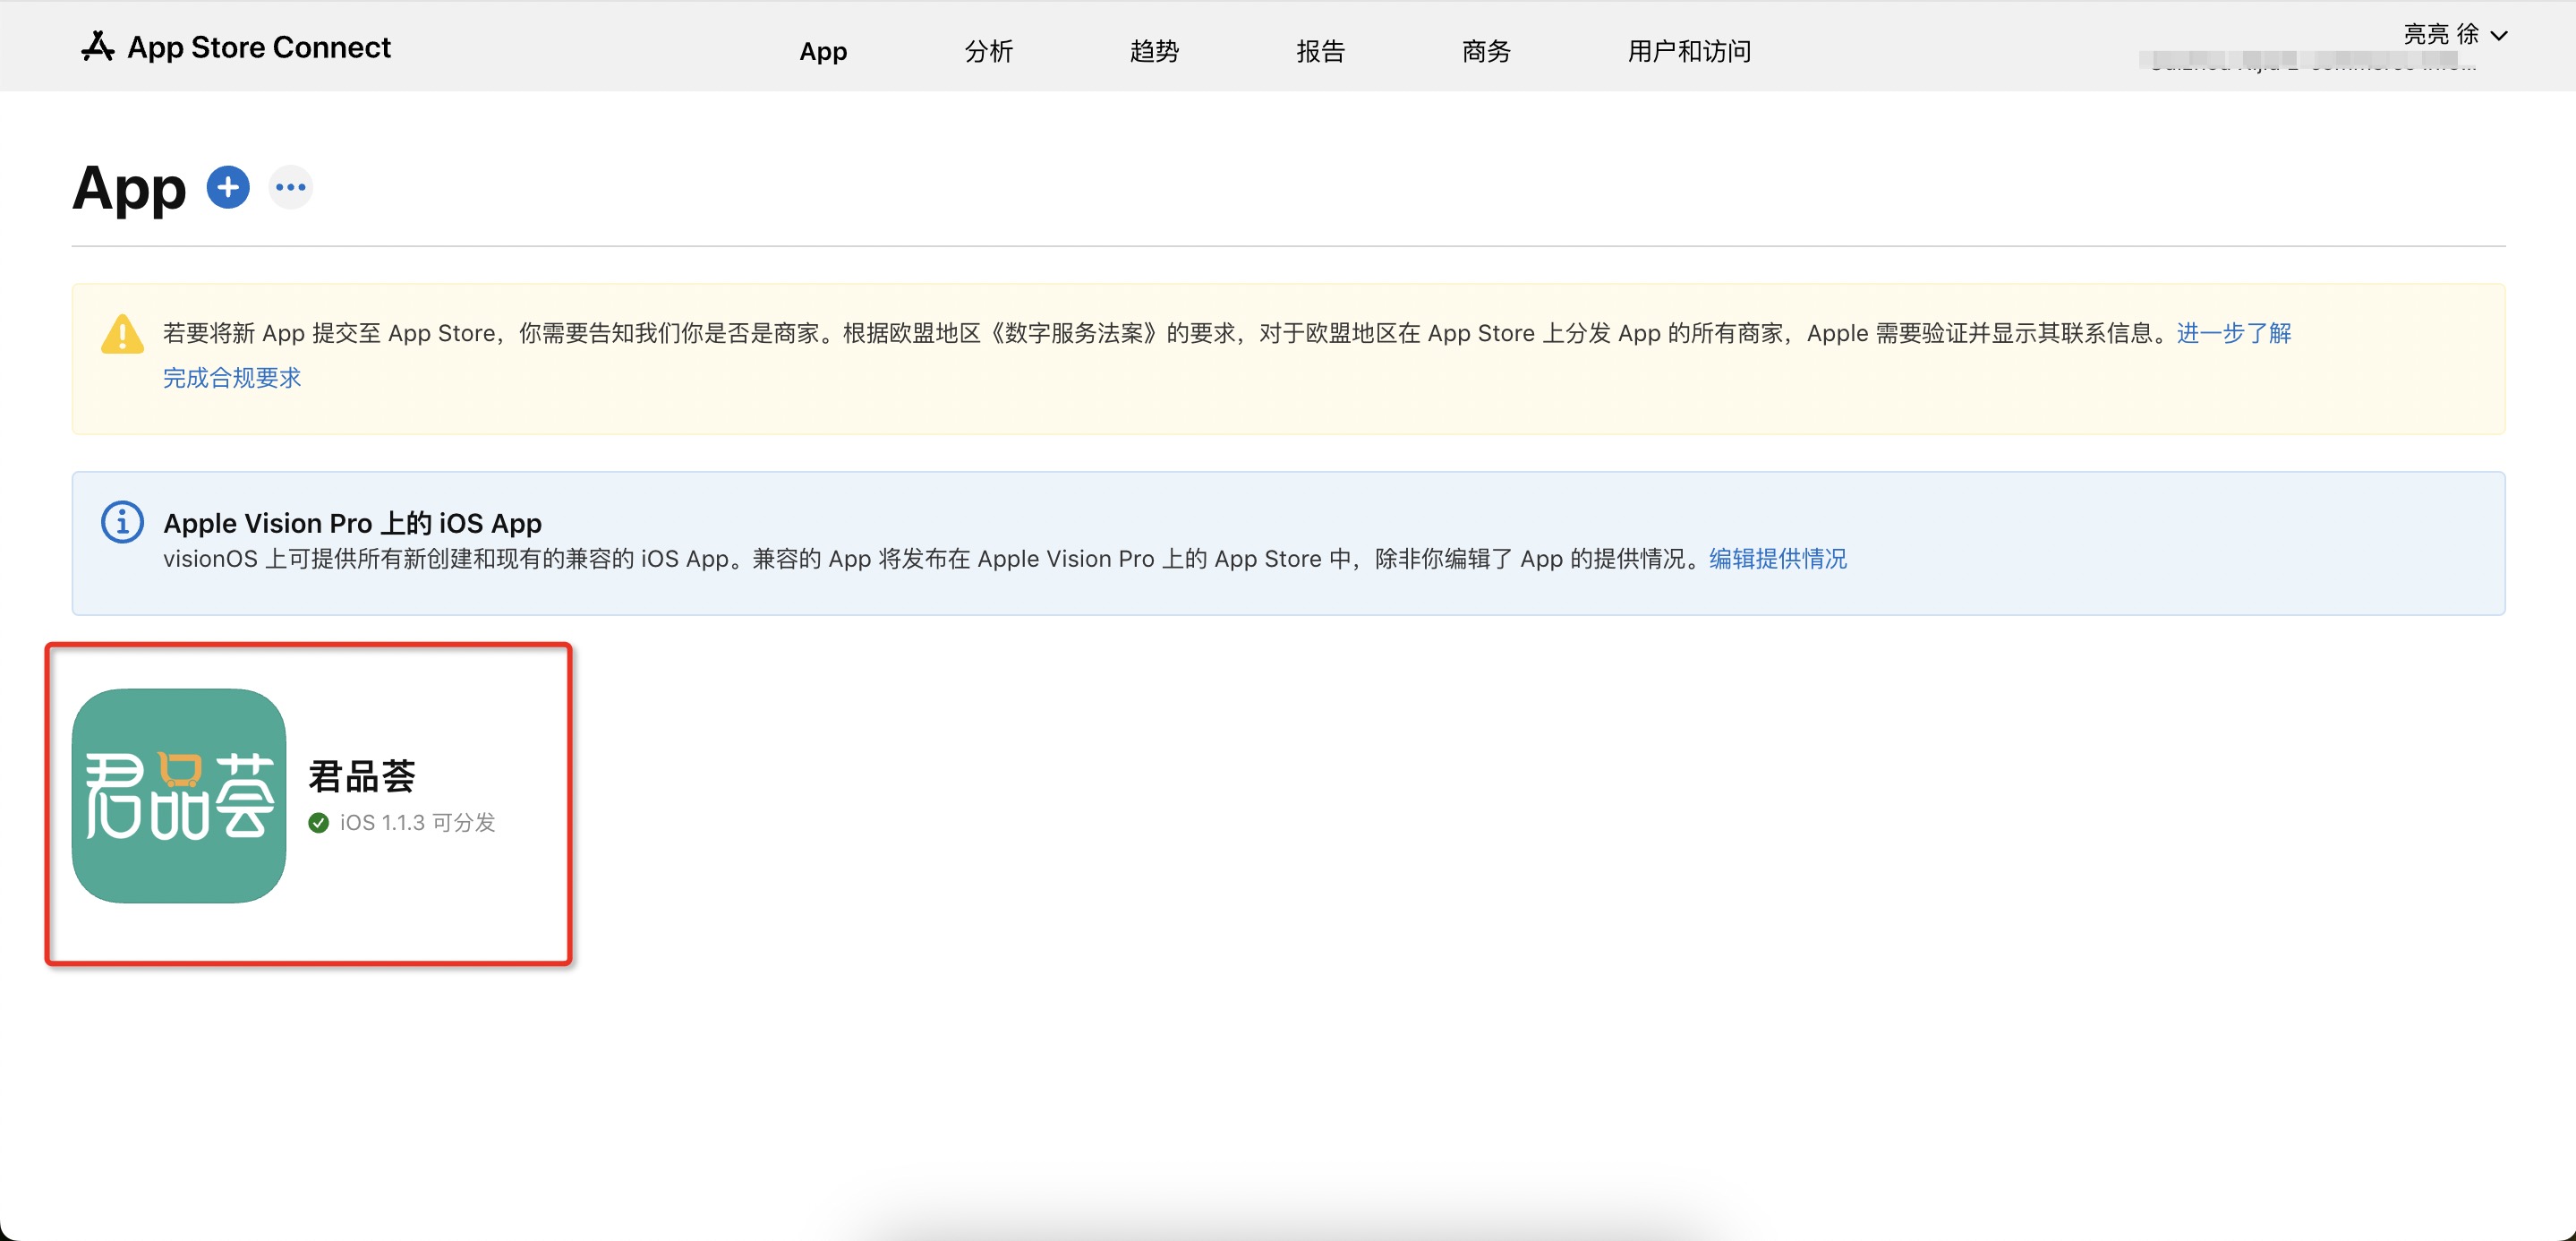 App Store Connect
App
分析
趋势
报告
商务
用户和访问
亮亮 徐
App
若要将新 App 提交至 App Store，你需要告知我们你是否是商家。根据欧盟地区《数字服务法案》的要求，对于欧盟地区在 App Store 上分发 App 的所有商家，Apple 需要验证并显示其联系信息。进一步了解
完成合规要求
Apple Vision Pro 上的 iOS App
visionOS 上可提供所有新创建和现有的兼容的 iOS App。兼容的 App 将发布在 Apple Vision Pro 上的 App Store 中，除非你编辑了 App 的提供情况。编辑提供情况
君品荟
君品荟
iOS 1.1.3 可分发